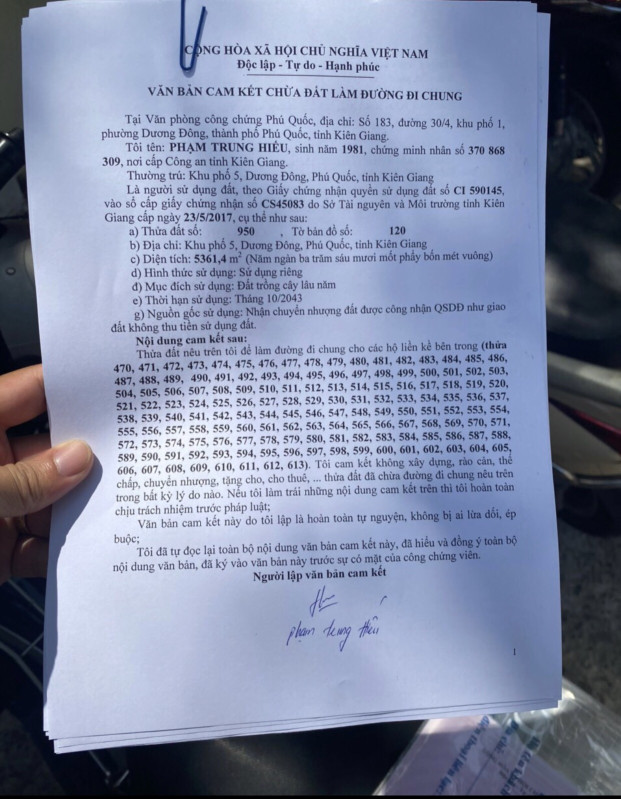 CỘNG HÒA XÃ HỘI CHỦ NGHĨA VIỆT NAM
Độc lập - Tự do - Hạnh phúc
VĂN BẢN CAM KẾT CHỪA ĐẤT LÀM ĐƯỜNG ĐI CHUNG
Tại Văn phòng công chứng Phú Quốc, địa chỉ: Số 183, đường 30/4, khu phố 1,
phường Dương Đông, thành phố Phú Quốc, tỉnh Kiên Giang.
Tôi tên: PHẠM TRUNG HIẾU, sinh năm 1981, chứng minh nhân số 370 868
309, nơi cấp Công an tỉnh Kiên Giang.
Thường trú: Khu phố 5, Dương Đông, Phú Quốc, tỉnh Kiên Giang
Là người sử dụng đất, theo Giấy chứng nhận quyền sử dụng đất số CI 590145,
vào số cấp giấy chứng nhận số CS45083 do Sở Tài nguyên và Môi trường tỉnh Kiên
Giang cấp ngày 23/5/2017, cụ thể như sau:
a) Thửa đất số: 950 , Tờ bản đồ số: 120
b) Địa chỉ: Khu phố 5, Dương Đông, Phú Quốc, tỉnh Kiên Giang
c) Diện tích: 5361,4 m² (Năm ngàn ba trăm sáu mươi mốt phẩy bốn mét vuông)
d) Hình thức sử dụng: Sử dụng riêng
đ) Mục đích sử dụng: Đất trồng cây lâu năm
e) Thời hạn sử dụng: Tháng 10/2043
g) Nguồn gốc sử dụng: Nhận chuyển nhượng đất được công nhận QSDĐ như giao
đất không thu tiền sử dụng đất.
Nội dung cam kết sau:
Thửa đất nêu trên tôi để làm đường đi chung cho các hộ liền kề bên trong (thửa
470, 471, 472, 473, 474, 475, 476, 477, 478, 479, 480, 481, 482, 483, 484, 485, 486,
487, 488, 489, 490, 491, 492, 493, 494, 495, 496, 497, 498, 499, 500, 501, 502, 503,
504, 505, 506, 507, 508, 509, 510, 511, 512, 513, 514, 515, 516, 517, 518, 519, 520,
521, 522, 523, 524, 525, 526, 527, 528, 529, 530, 531, 532, 533, 534, 535, 536, 537,
538, 539, 540, 541, 542, 543, 544, 545, 546, 547, 548, 549, 550, 551, 552, 553, 554,
555, 556, 557, 558, 559, 560, 561, 562, 563, 564, 565, 566, 567, 568, 569, 570, 571,
572, 573, 574, 575, 576, 577, 578, 579, 580, 581, 582, 583, 584, 585, 586, 587, 588,
589, 590, 591, 592, 593, 594, 595, 596, 597, 598, 599, 600, 601, 602, 603, 604, 605,
606, 607, 608, 609, 610, 611, 612, 613). Tôi cam kết không xây dựng, rào cản, thế
chấp, chuyển nhượng, tặng cho, cho thuê, ... thửa đất đã chừa đường đi chung nêu trên
trong bất kỳ lý do nào. Nếu tôi làm trái những nội dung cam kết trên thì tôi hoàn toàn
chịu trách nhiệm trước pháp luật;
Văn bản cam kết này do tôi lập là hoàn toàn tự nguyện, không bị ai lừa dối, ép
buộc;
Tôi đã tự đọc lại toàn bộ nội dung văn bản cam kết này, đã hiểu và đồng ý toàn bộ
nội dung văn bản, đã ký vào văn bản này trước sự có mặt của công chứng viên.
Người lập văn bản cam kết
phạm trung Hiếu
1